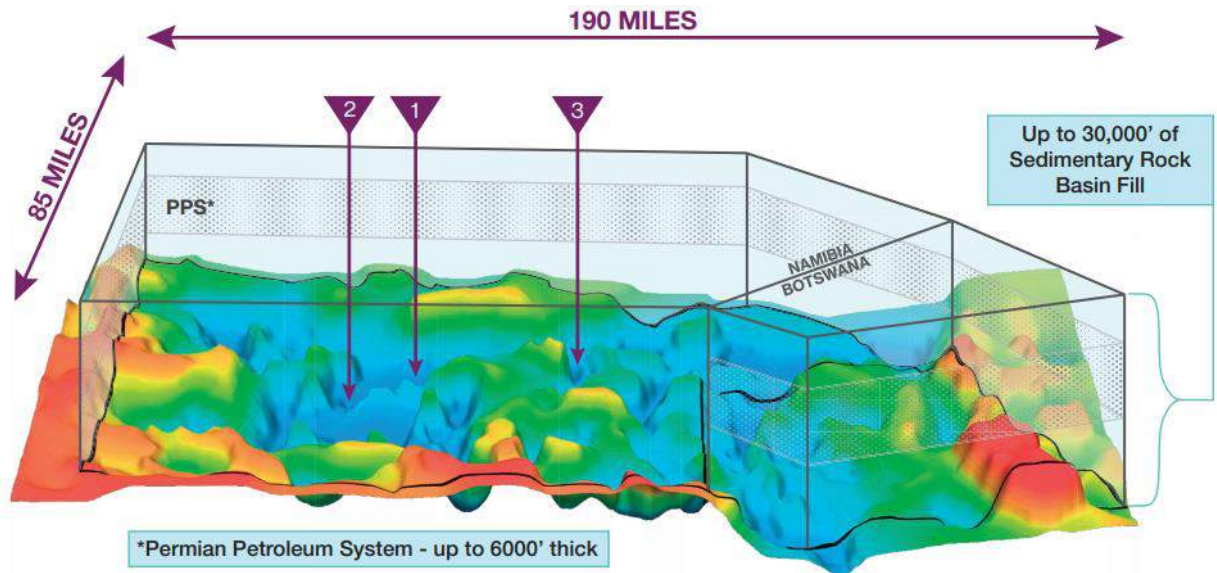 190 MILES
85 MILES
2
1
3
Up to 30,000’ of
Sedimentary Rock
Basin Fill
PPS*
NAMIBIA
BOTSWANA
*Permian Petroleum System - up to 6000’ thick